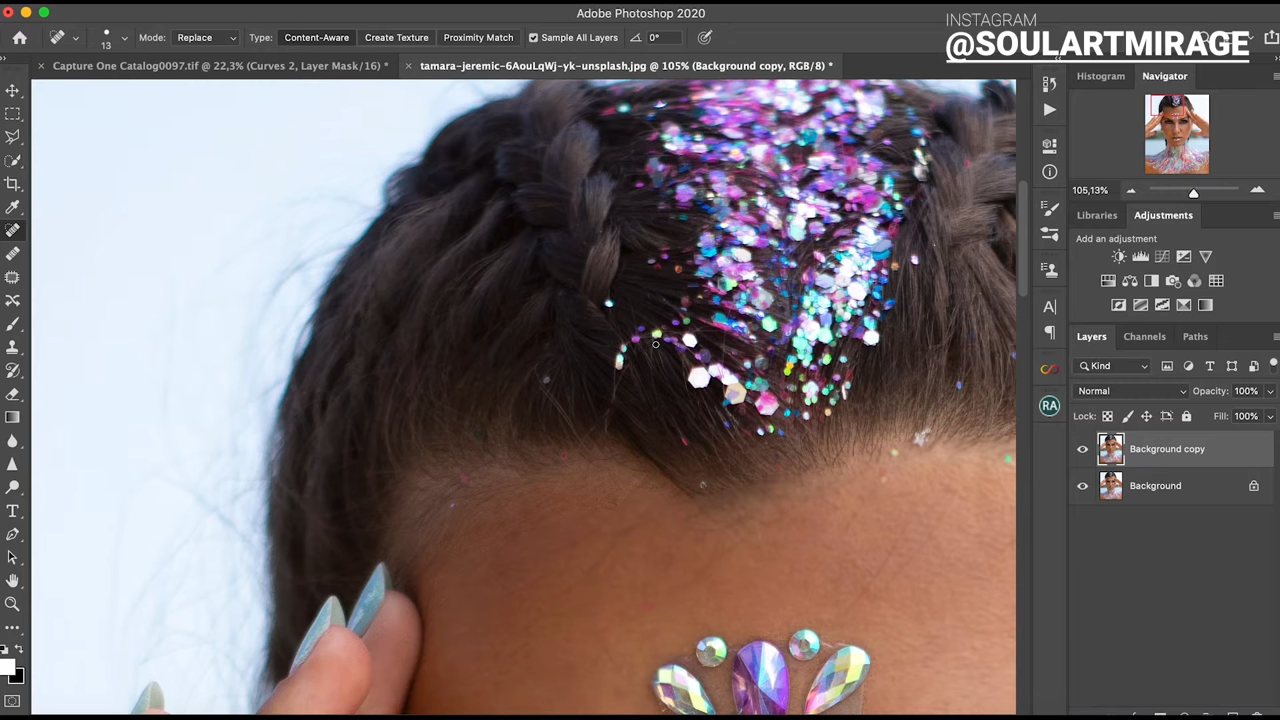 Adobe Photoshop 2020
INSTAGRAM
@SOULARTMIRAGE
13
Mode: Replace
Type: Content-Aware Create Texture Proximity Match
Sample All Layers
0°
× Capture One Catalog0097.tif @ 22,3% (Curves 2, Layer Mask/16) *
× tamara-jeremic-6AouLqWj-yk-unsplash.jpg @ 105% (Background copy, RGB/8) *
Histogram Navigator
105,13%
Libraries Adjustments
Add an adjustment
Layers Channels Paths
Kind
Normal Opacity: 100%
Lock: Fill: 100%
Background copy
Background
A
T
RA